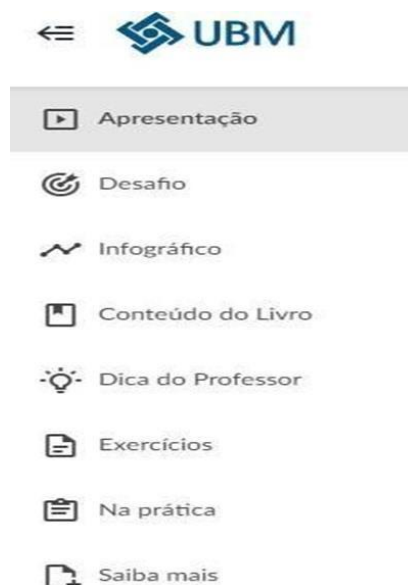 UBM
Apresentação
Desafio
Infográfico
Conteúdo do Livro
Dica do Professor
Exercícios
Na prática
Saiba mais